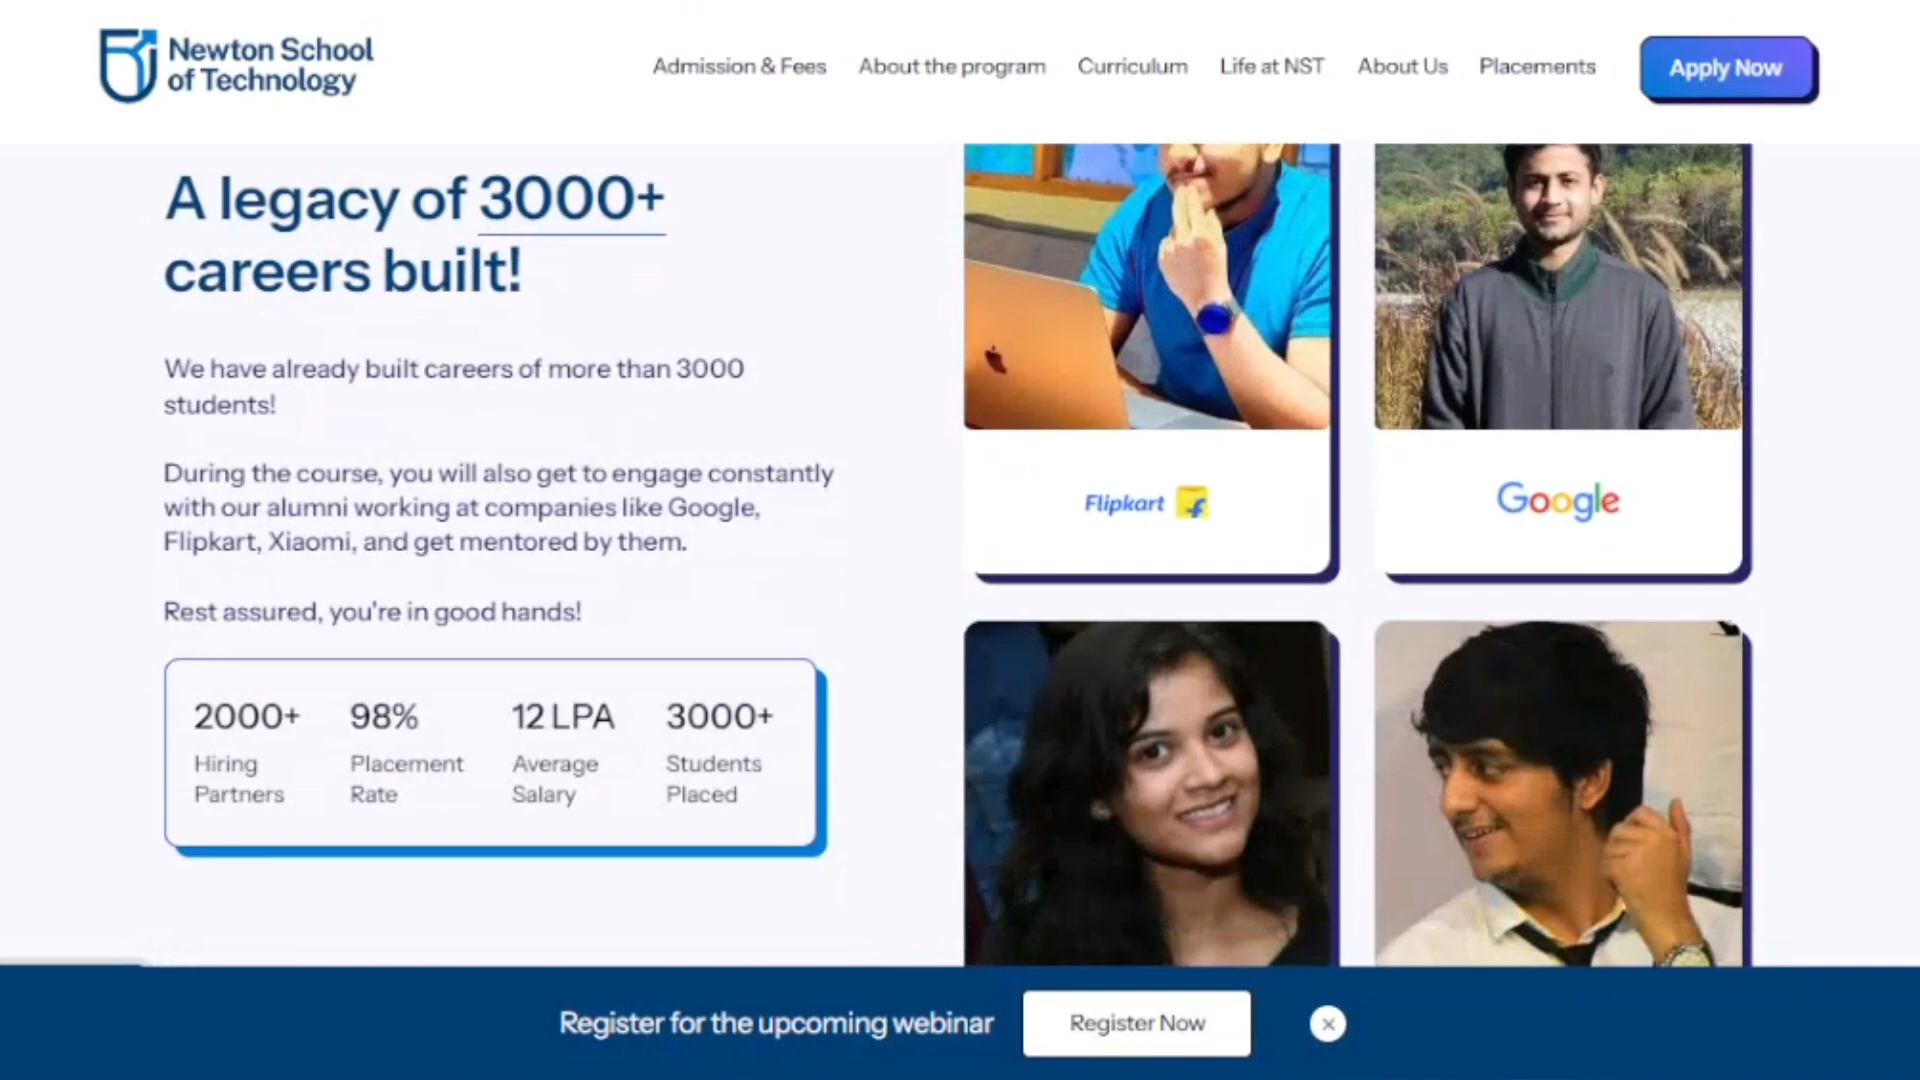 Newton School
of Technology
Admission & Fees
About the program
Curriculum
Life at NST
About Us
Placements
Apply Now
A legacy of 3000+
careers built!
We have already built careers of more than 3000
students!
During the course, you will also get to engage constantly
with our alumni working at companies like Google,
Flipkart, Xiaomi, and get mentored by them.
Rest assured, you're in good hands!
2000+
Hiring
Partners
98%
Placement
Rate
12 LPA
Average
Salary
3000+
Students
Placed
Flipkart
Google
Register for the upcoming webinar
Register Now